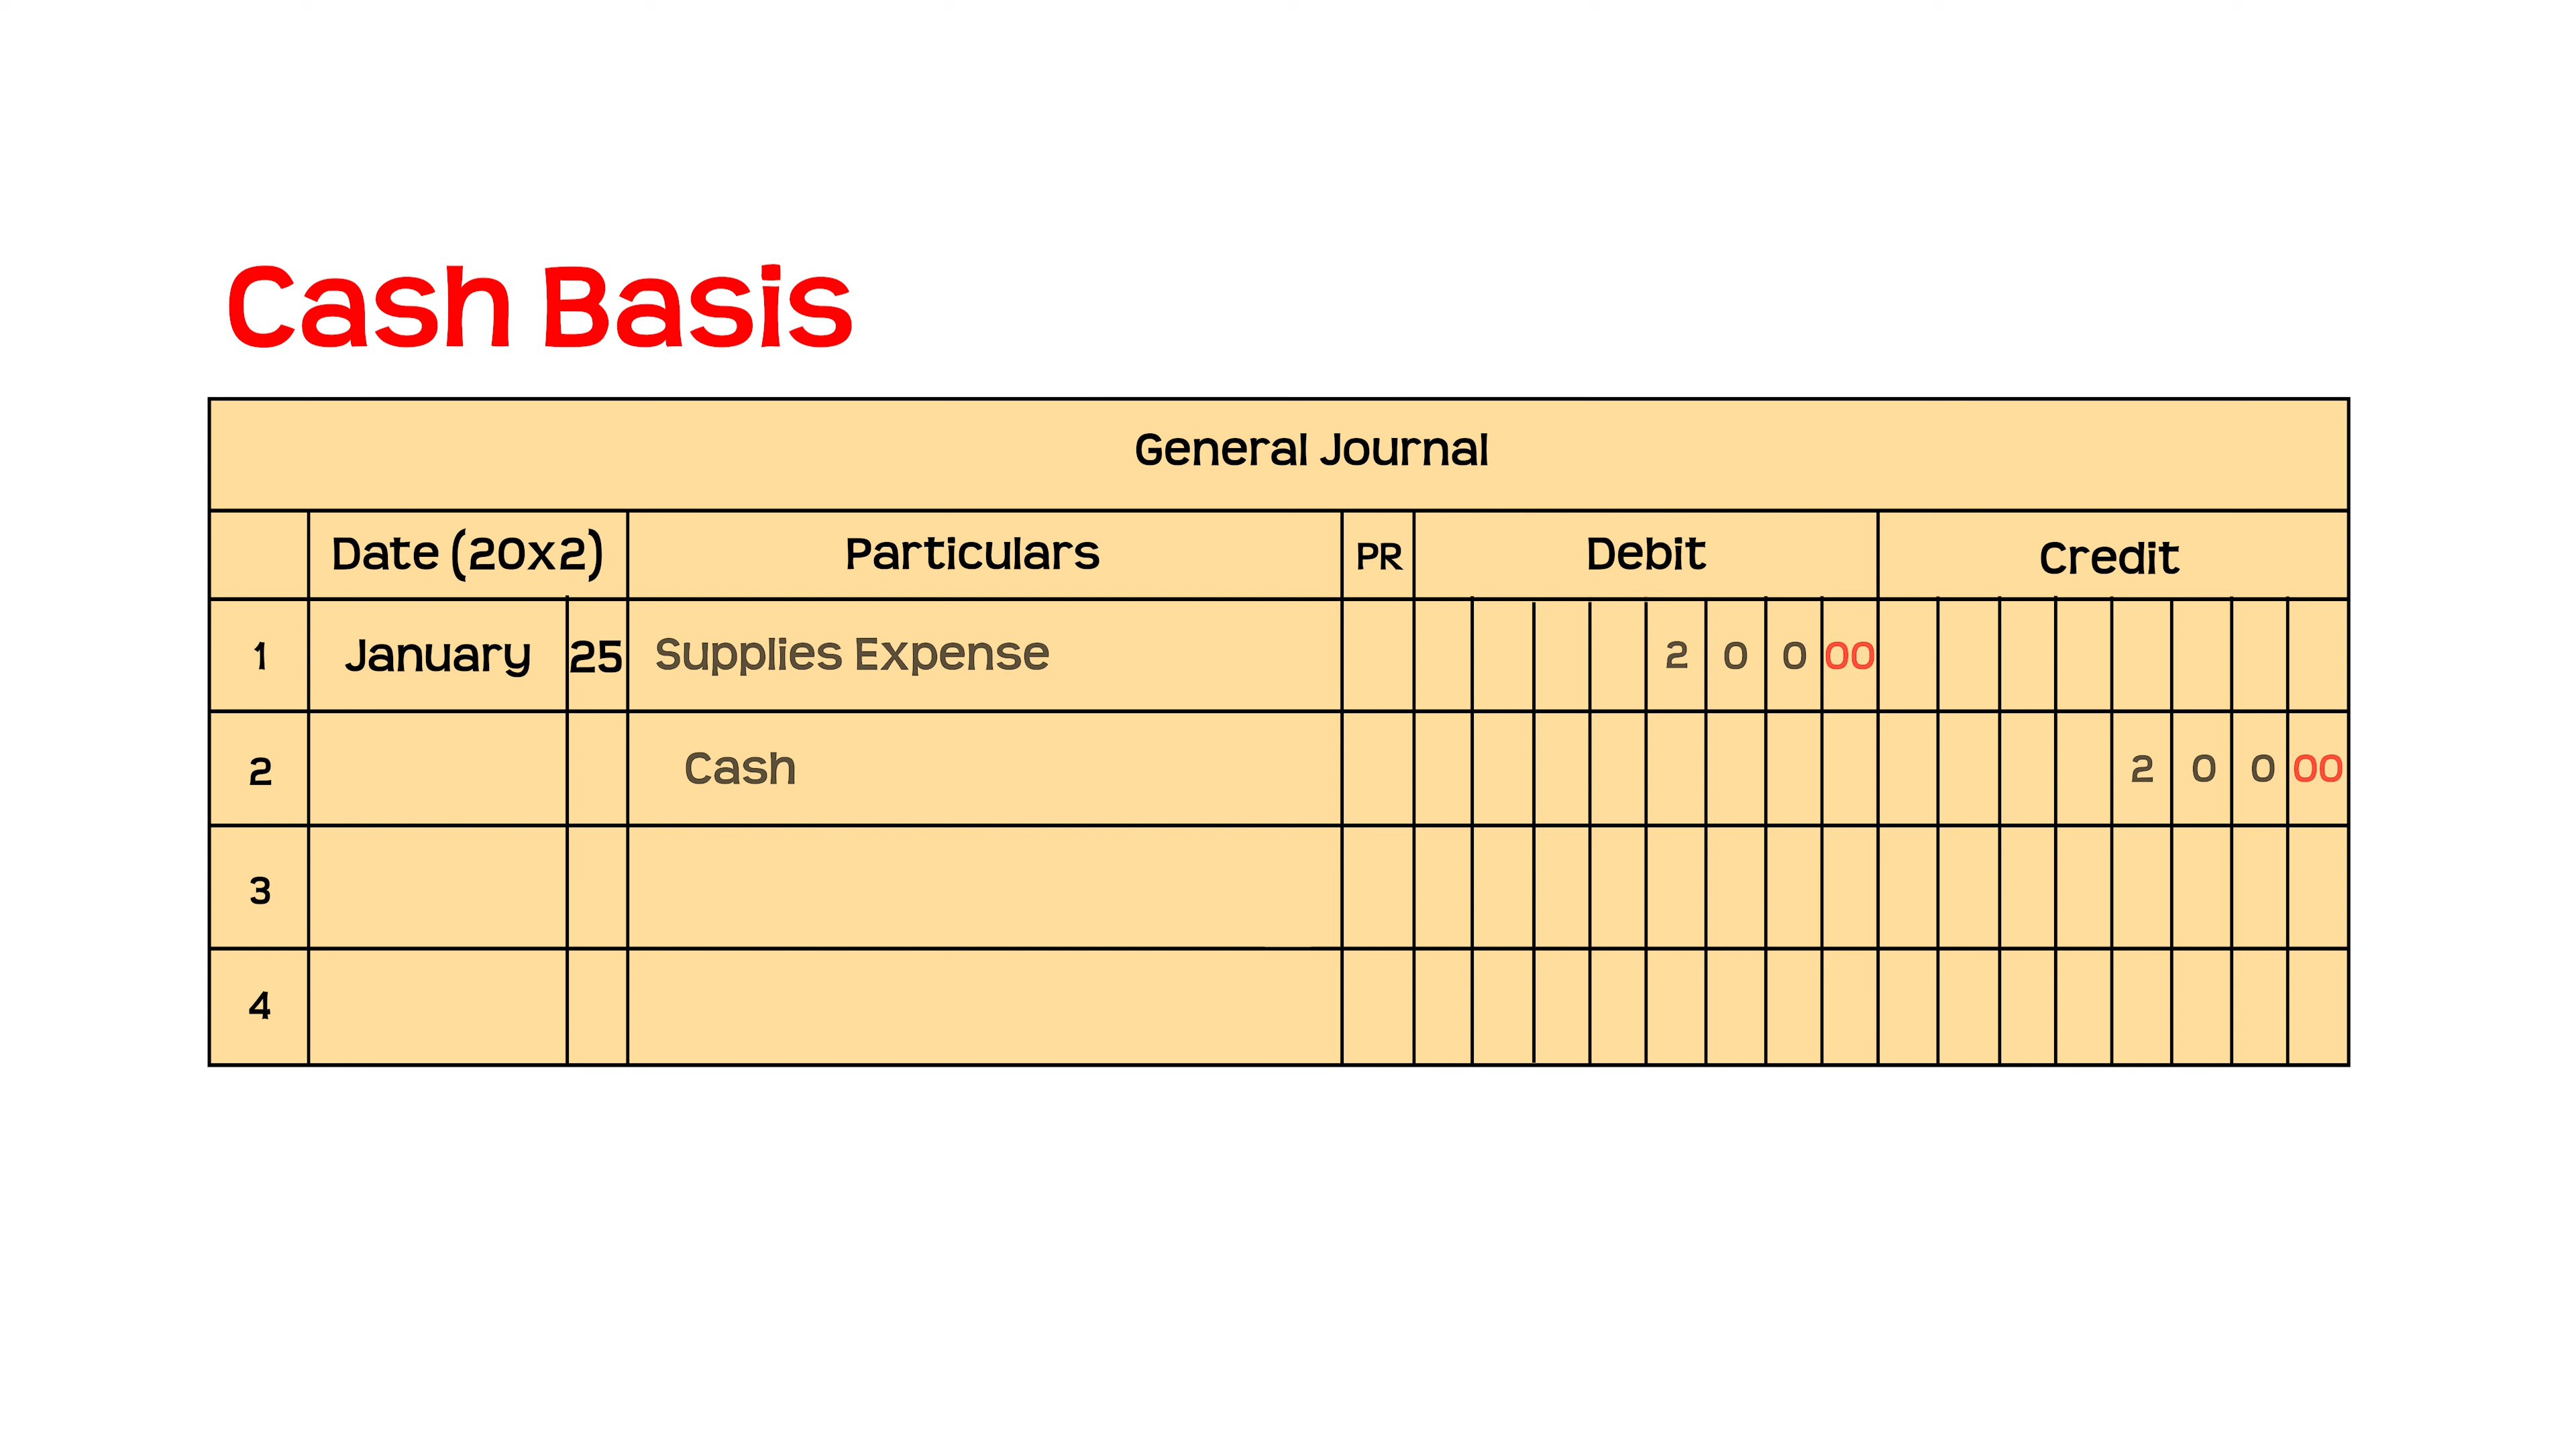 Cash Basis
General Journal
Date (20x2) Particulars PR Debit Credit
1 January 25 Supplies Expense 2 0 0 00
2 Cash 2 0 0 00
3
4